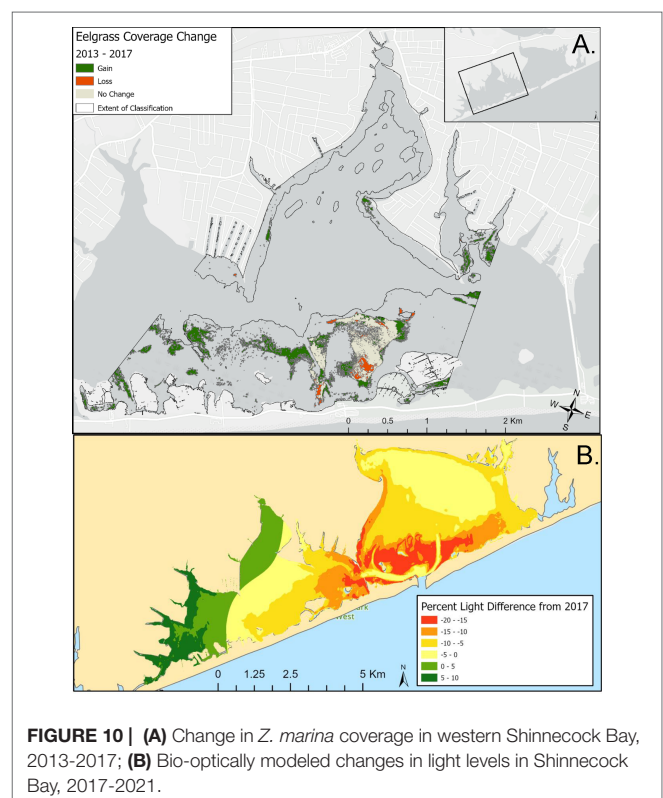 Eelgrass Coverage Change
2013 - 2017
Gain
Loss
No Change
Extent of Classification
A.
N
W
E
S
0 0.5 1 2 Km
B.
West
Percent Light Difference from 2017
-20 - -15
-15 - -10
-10 - -5
-5 - 0
0 - 5
5 - 10
0 1.25 2.5 5 Km
N
FIGURE 10 | (A) Change in Z. marina coverage in western Shinnecock Bay,
2013-2017; (B) Bio-optically modeled changes in light levels in Shinnecock
Bay, 2017-2021.